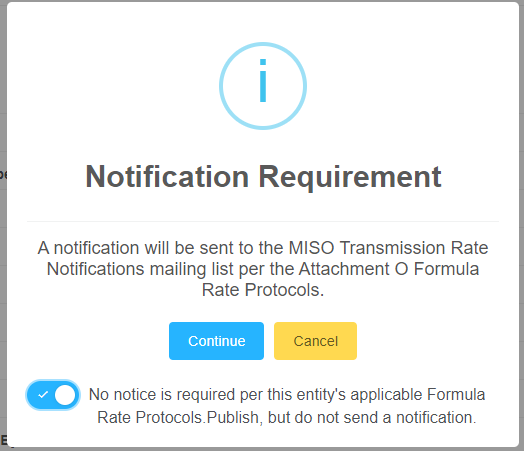 i
Notification Requirement
A notification will be sent to the MISO Transmission Rate
Notifications mailing list per the Attachment O Formula
Rate Protocols.
Continue Cancel
No notice is required per this entity's applicable Formula
Rate Protocols.Publish, but do not send a notification.